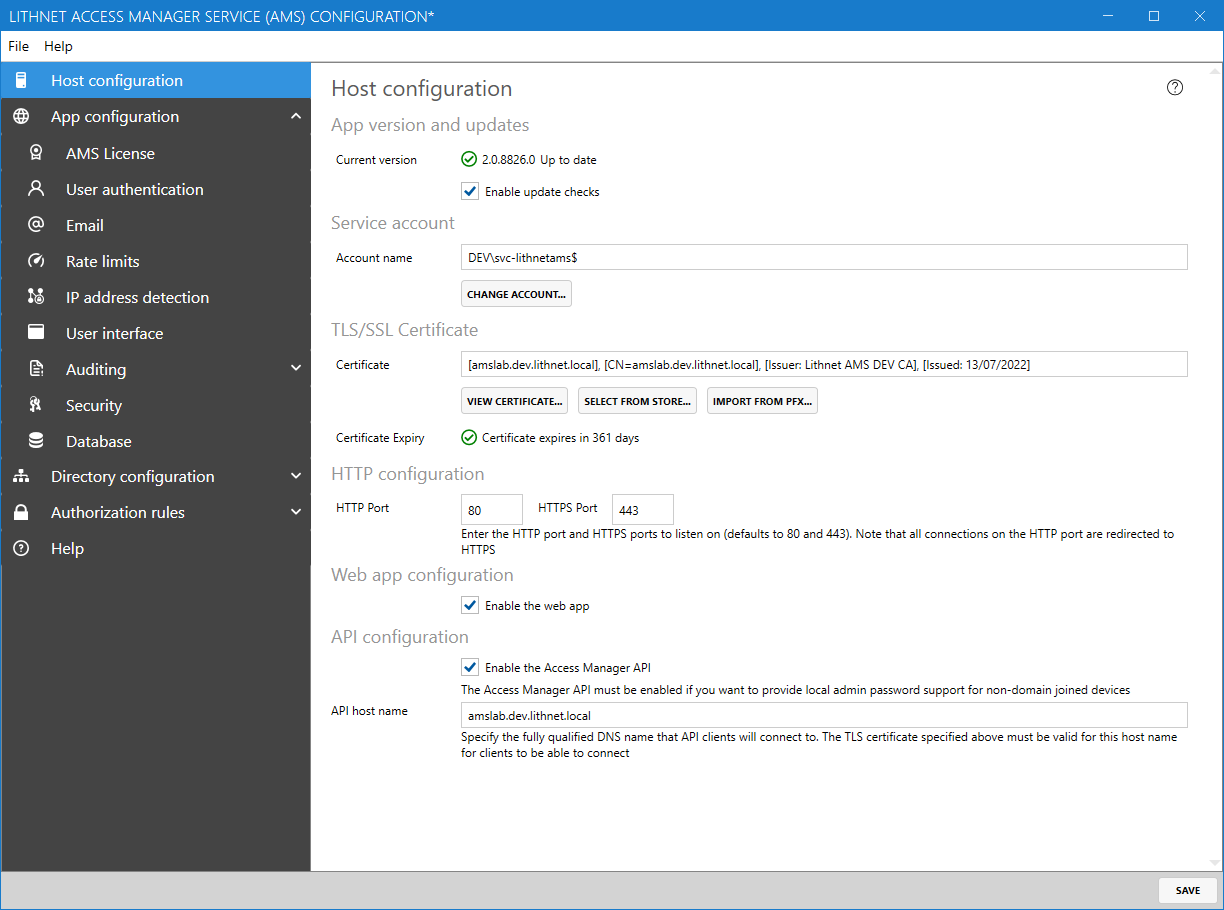 LITHNET ACCESS MANAGER SERVICE (AMS) CONFIGURATION*
File Help
Host configuration
App configuration
AMS License
User authentication
Email
Rate limits
IP address detection
User interface
Auditing
Security
Database
Directory configuration
Authorization rules
Help
Host configuration
App version and updates
Current version 2.0.8826.0 Up to date
Enable update checks
Service account
Account name DEV\svc-lithnetams$
CHANGE ACCOUNT...
TLS/SSL Certificate
Certificate [amslab.dev.lithnet.local], [CN=amslab.dev.lithnet.local], [Issuer: Lithnet AMS DEV CA], [Issued: 13/07/2022]
VIEW CERTIFICATE... SELECT FROM STORE... IMPORT FROM PFX...
Certificate Expiry Certificate expires in 361 days
HTTP configuration
HTTP Port 80 HTTPS Port 443
Enter the HTTP port and HTTPS ports to listen on (defaults to 80 and 443). Note that all connections on the HTTP port are redirected to
HTTPS
Web app configuration
Enable the web app
API configuration
Enable the Access Manager API
The Access Manager API must be enabled if you want to provide local admin password support for non-domain joined devices
API host name amslab.dev.lithnet.local
Specify the fully qualified DNS name that API clients will connect to. The TLS certificate specified above must be valid for this host name
for clients to be able to connect
SAVE